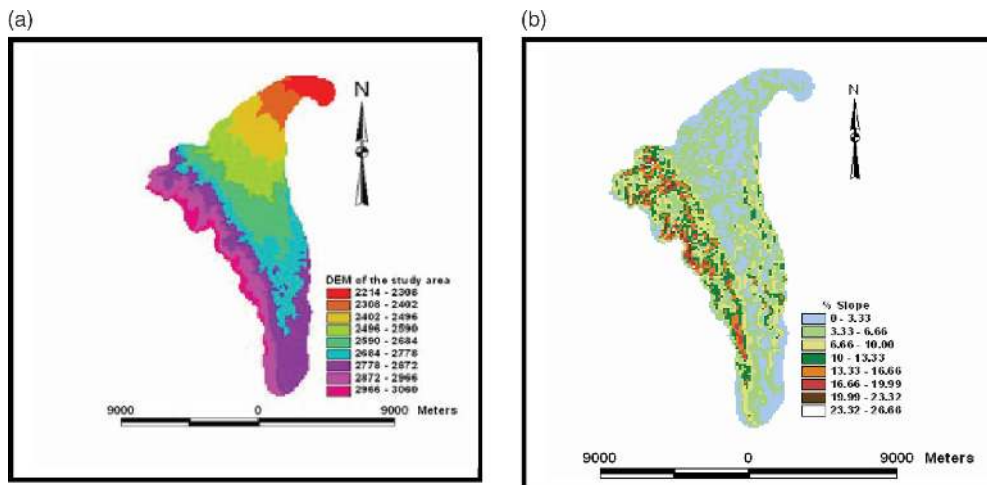 (a)
N
DEM of the study area
2214 - 2308
2308 - 2402
2402 - 2496
2496 - 2590
2590 - 2684
2684 - 2778
2778 - 2872
2872 - 2966
2966 - 3060
9000 0 9000 Meters
(b)
N
% Slope
0 - 3.33
3.33 - 6.66
6.66 - 10.00
10 - 13.33
13.33 - 16.66
16.66 - 19.99
19.99 - 23.32
23.32 - 26.66
9000 0 9000 Meters